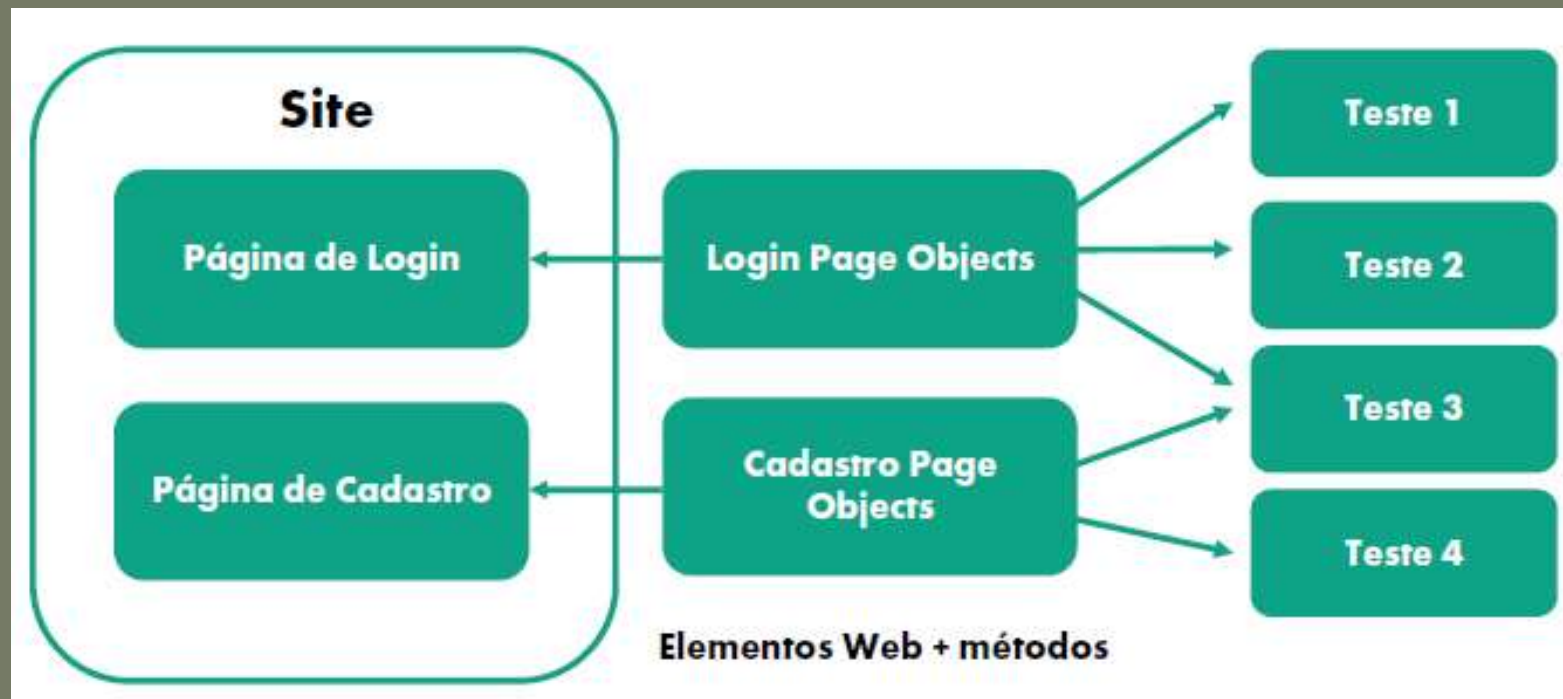 Site
Página de Login
Página de Cadastro
Login Page Objects
Cadastro Page
Objects
Elementos Web + métodos
Teste 1
Teste 2
Teste 3
Teste 4